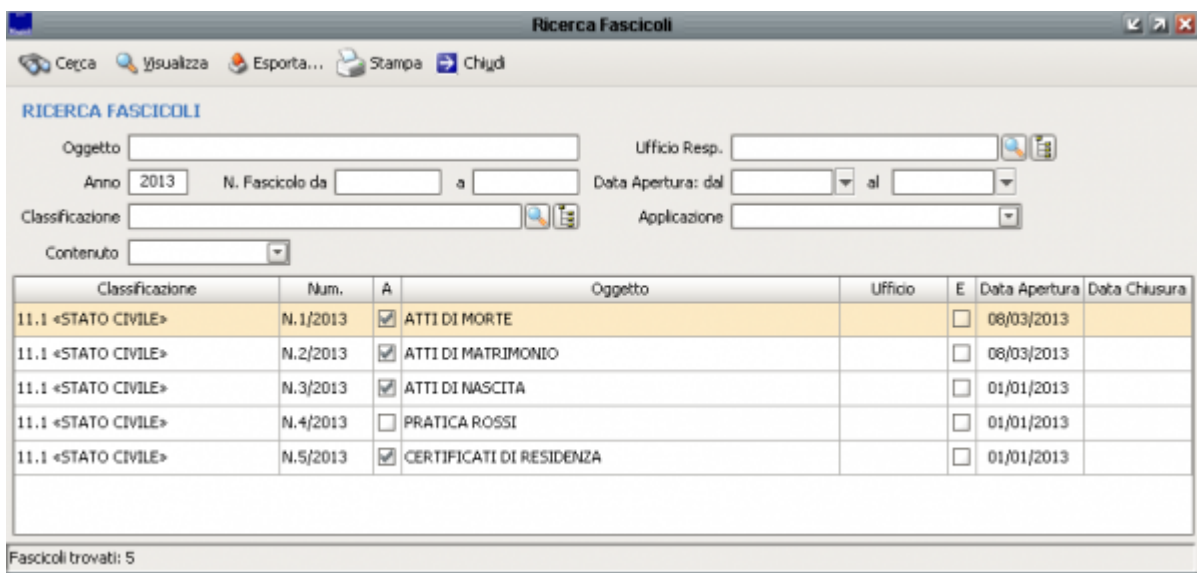 Ricerca Fascicoli
Cerca Visualizza Esporta... Stampa Chiudi
RICERCA FASCICOLI
Oggetto Ufficio Resp.
Anno 2013 N. Fascicolo da a Data Apertura: dal al
Classificazione Applicazione
Contenuto
Classificazione Num. A Oggetto Ufficio E Data Apertura Data Chiusura
11.1 «STATO CIVILE» N.1/2013 ATTI DI MORTE 08/03/2013
11.1 «STATO CIVILE» N.2/2013 ATTI DI MATRIMONIO 08/03/2013
11.1 «STATO CIVILE» N.3/2013 ATTI DI NASCITA 01/01/2013
11.1 «STATO CIVILE» N.4/2013 PRATICA ROSSI 01/01/2013
11.1 «STATO CIVILE» N.5/2013 CERTIFICATI DI RESIDENZA 01/01/2013
Fascicoli trovati: 5